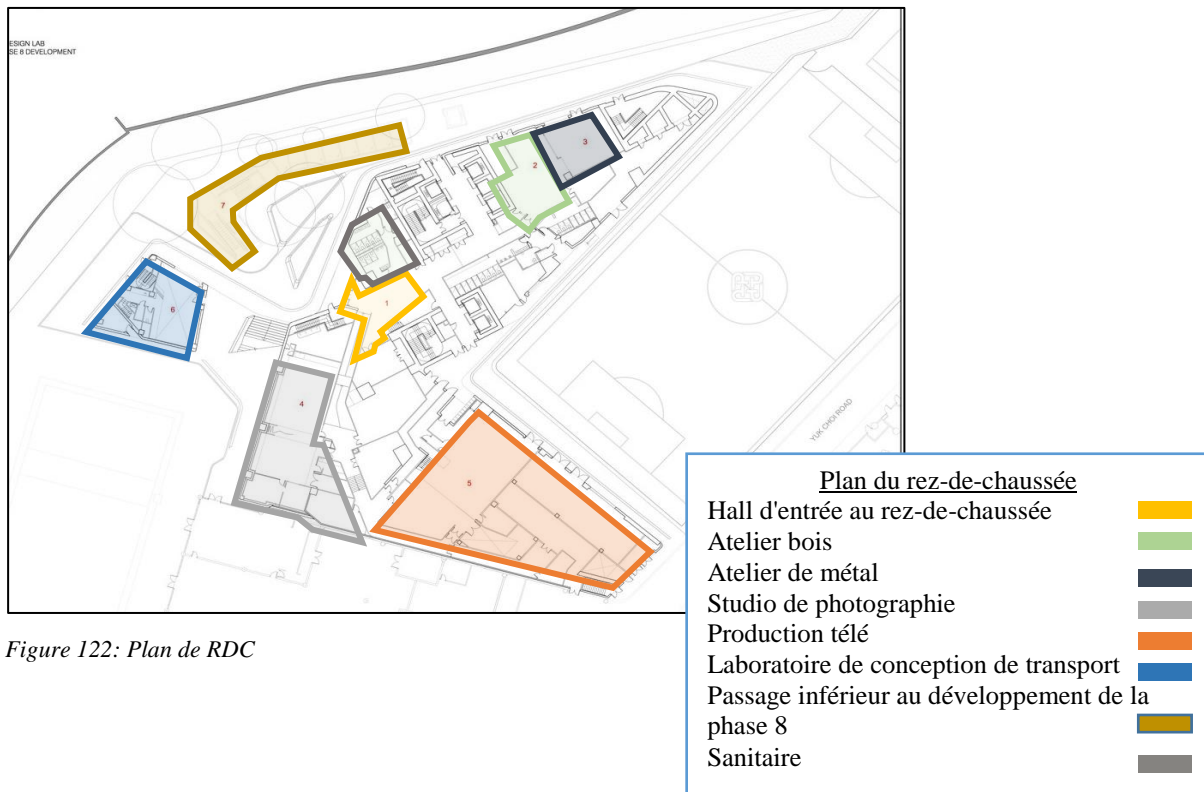 ESIGN LAB
SE 8 DEVELOPMENT
3
2
7
1
6
4
YUK CHOI ROAD
5
Plan du rez-de-chaussée
Hall d'entrée au rez-de-chaussée
Atelier bois
Atelier de métal
Studio de photographie
Production télé
Laboratoire de conception de transport
Passage inférieur au développement de la
phase 8
Sanitaire
Figure 122: Plan de RDC